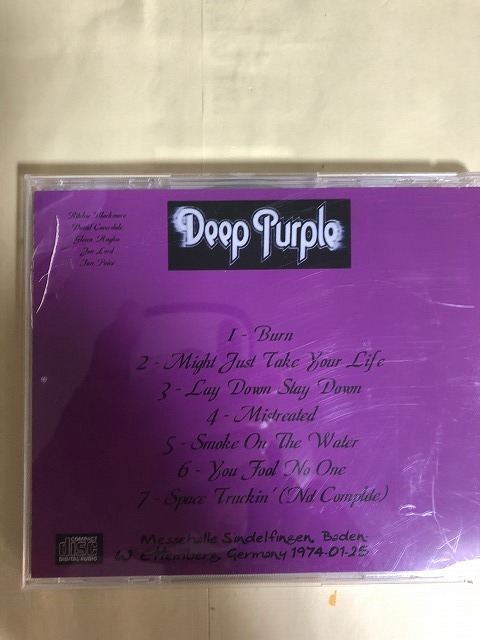 Ritchie Blackmore
David Coverdale
Glenn Hughes
Jon Lord
Ian Paice
Deep Purple
1 - Burn
2 - Might Just Take Your Life
3 - Lay Down Stay Down
4 - Mistreated
5 - Smoke On The Water
6 - You Fool No One
7 - Space Truckin' (Not Complete)
COMPACT
disc
DIGITAL AUDIO
Messehalle Sindelfingen, Baden-
W Ettemberg, Germany 1974-01-25